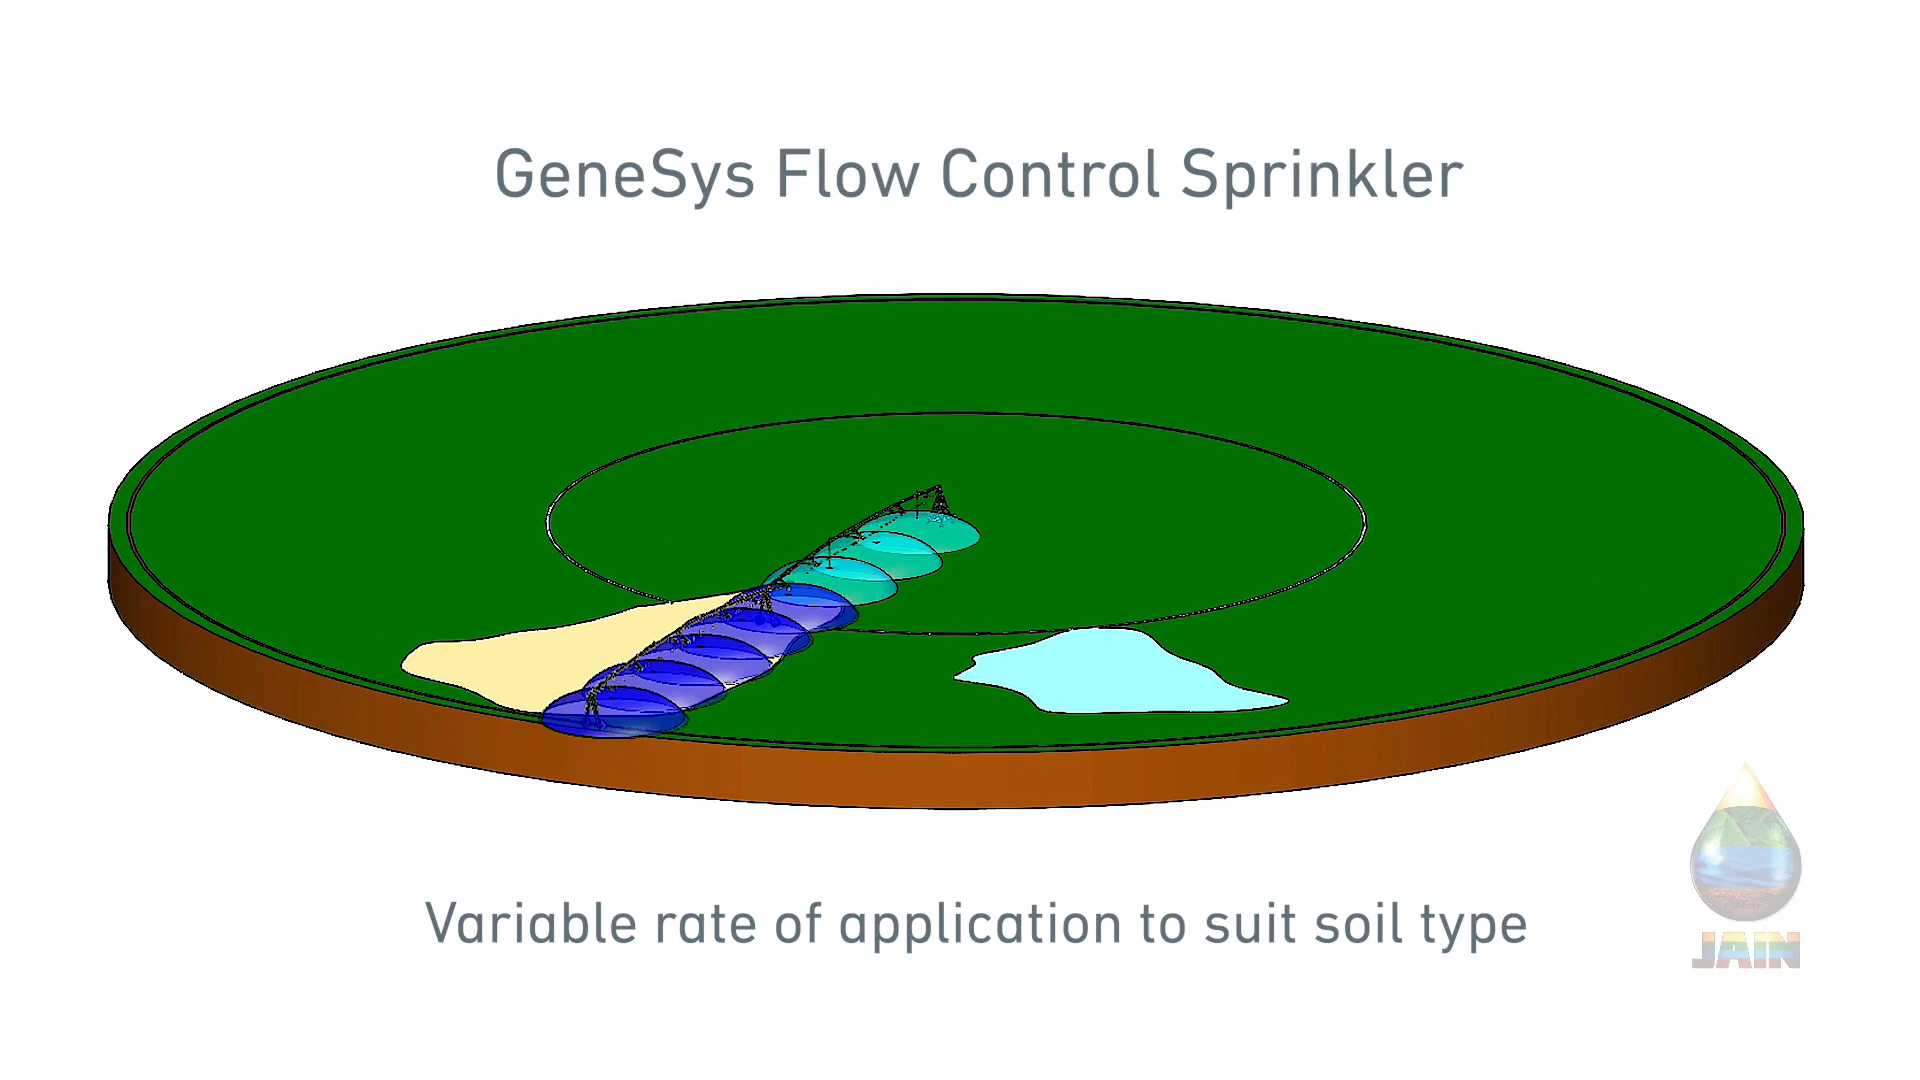 GeneSys Flow Control Sprinkler
Variable rate of application to suit soil type
JAIN